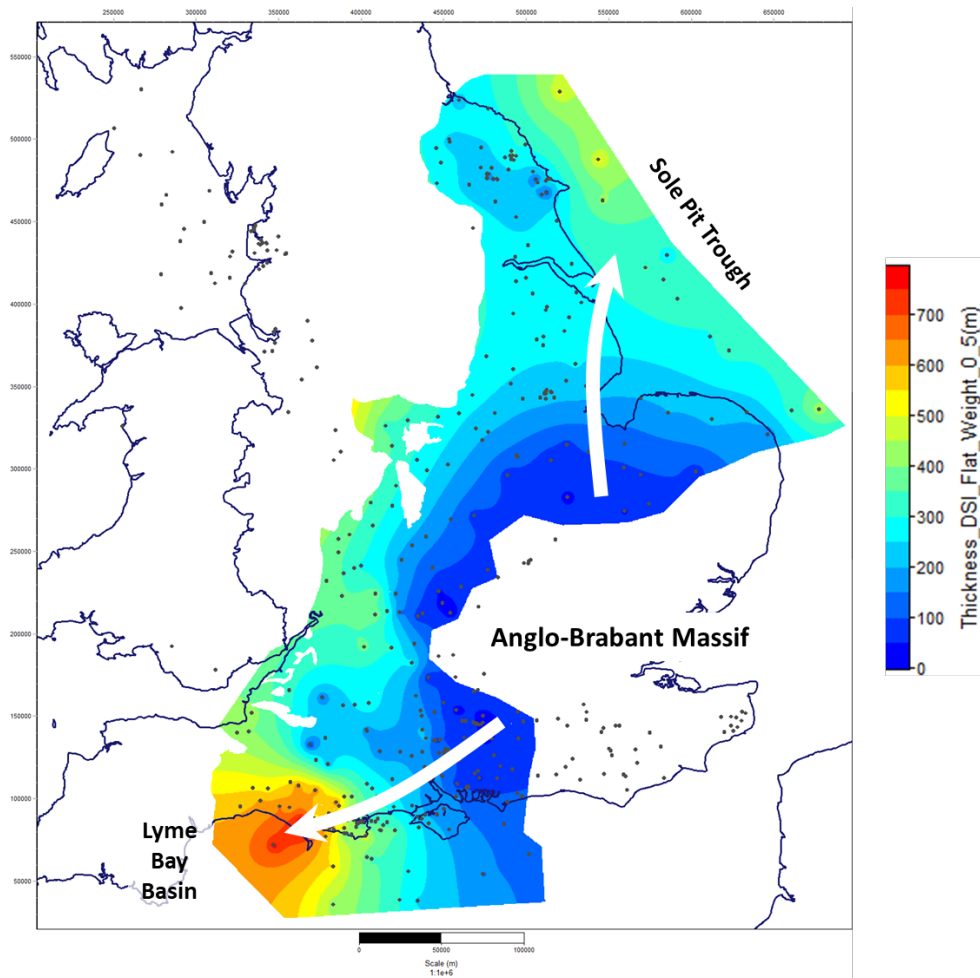 250000 300000 350000 400000 450000 500000 550000 600000 650000
550000
500000
450000
400000
350000
300000
250000
200000
150000
100000
50000
Sole Pit Trough
Anglo-Brabant Massif
Lyme
Bay
Basin
700
600
500
400
300
200
100
0
Thickness_DSI_Flat_Weight_0_5(m)
0 50000 100000
Scale (m)
1:1e+6